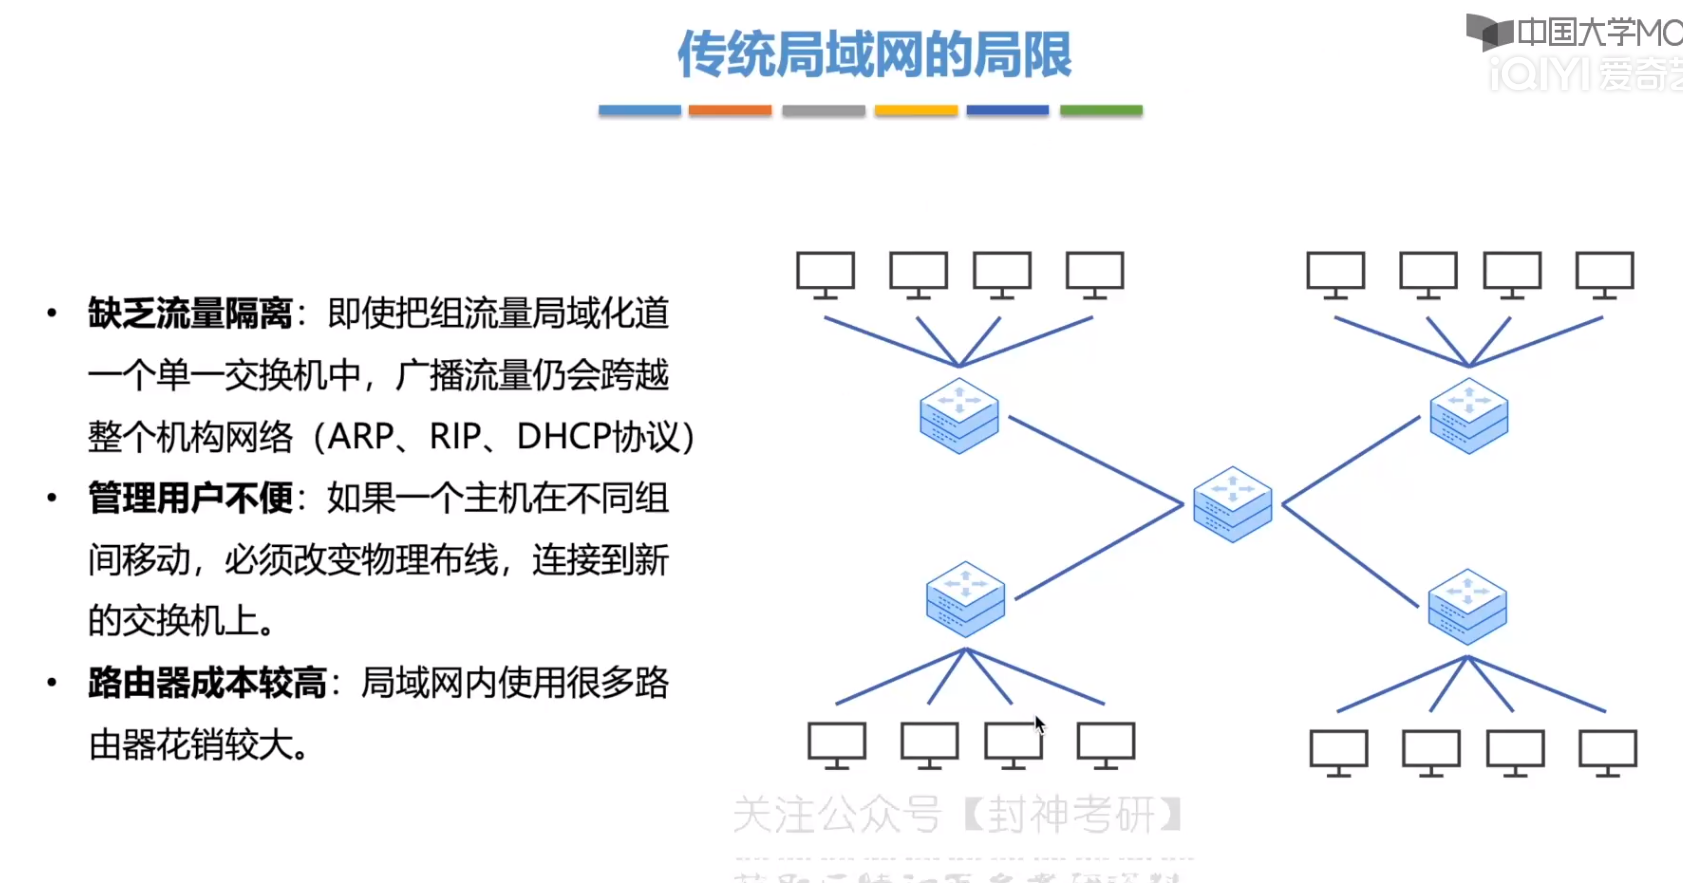 传统局域网的局限
中国大学MO
iQIYI 爱奇艺
• 缺乏流量隔离：即使把组流量局域化道
一个单一交换机中，广播流量仍会跨越
整个机构网络（ARP、RIP、DHCP协议）
• 管理用户不便：如果一个主机在不同组
间移动，必须改变物理布线，连接到新
的交换机上。
• 路由器成本较高：局域网内使用很多路
由器花销较大。
关注公众号【封神考研】